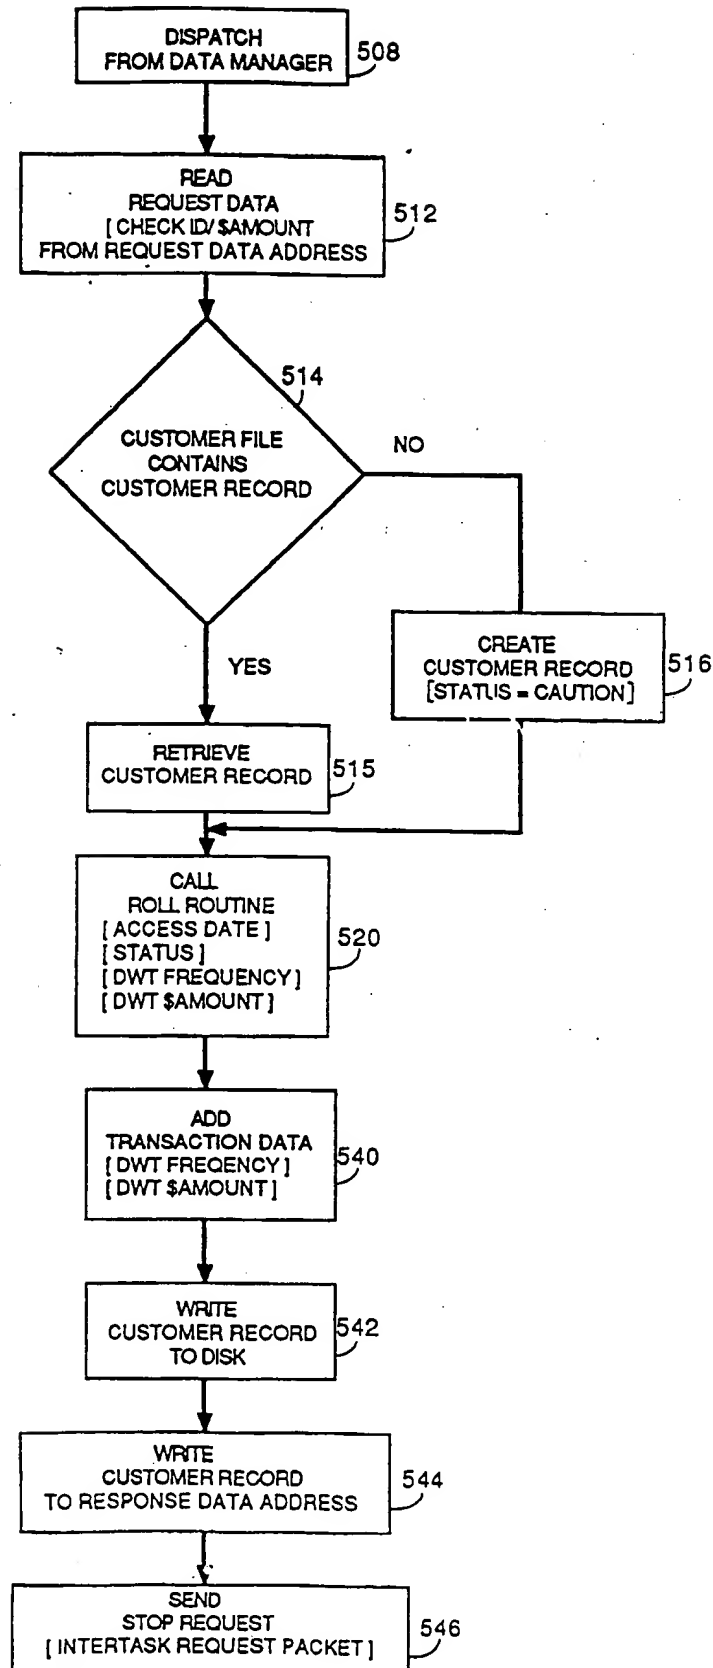 DISPATCH
FROM DATA MANAGER
508
READ
REQUEST DATA
[ CHECK ID/ $AMOUNT
FROM REQUEST DATA ADDRESS
512
514
CUSTOMER FILE
CONTAINS
CUSTOMER RECORD
NO
YES
CREATE
CUSTOMER RECORD
[STATUS = CAUTION]
516
RETRIEVE
CUSTOMER RECORD
515
CALL
ROLL ROUTINE
[ ACCESS DATE ]
[ STATUS ]
[ DWT FREQUENCY ]
[ DWT $AMOUNT ]
520
ADD
TRANSACTION DATA
[ DWT FREQENCY ]
[ DWT $AMOUNT ]
540
WRITE
CUSTOMER RECORD
TO DISK
542
WRITE
CUSTOMER RECORD
TO RESPONSE DATA ADDRESS
544
SEND
STOP REQUEST
[ INTERTASK REQUEST PACKET ]
546